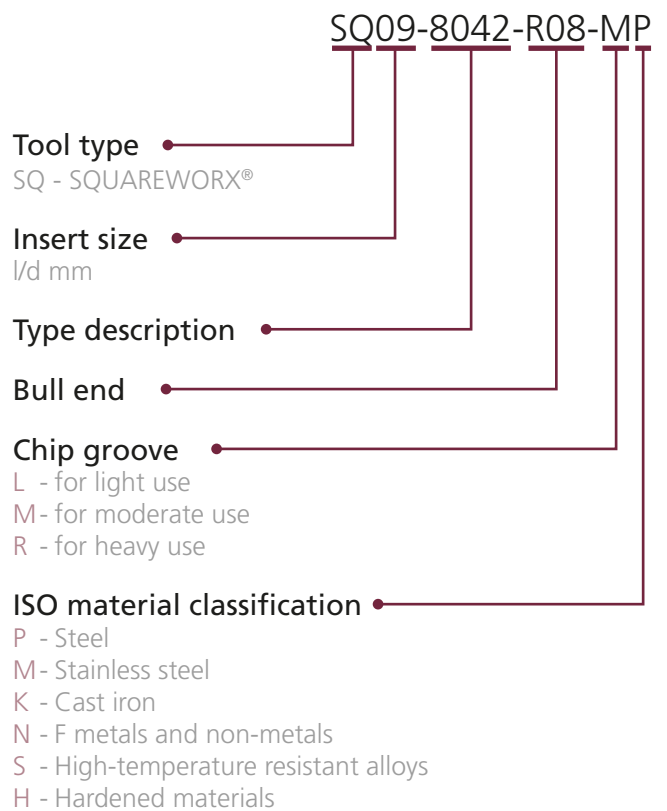 SQ09-8042-R08-MP
Tool type
SQ - SQUAREWORX®
Insert size
l/d mm
Type description
Bull end
Chip groove
L - for light use
M - for moderate use
R - for heavy use
ISO material classification
P - Steel
M - Stainless steel
K - Cast iron
N - F metals and non-metals
S - High-temperature resistant alloys
H - Hardened materials